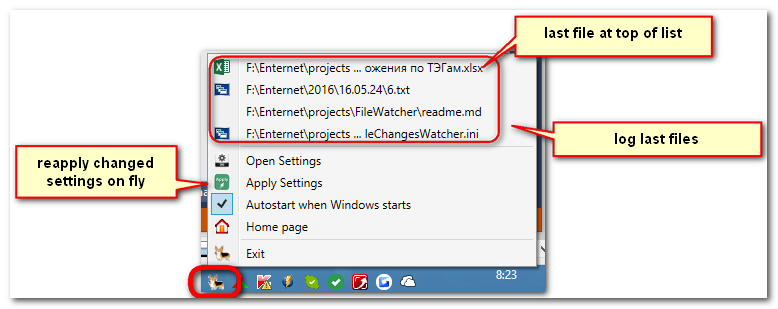 last file at top of list
F:\Enternet\projects ... ожения по ТЭГам.xlsx
F:\Enternet\2016\16.05.24\6.txt
F:\Enternet\projects\FileWatcher\readme.md
F:\Enternet\projects ... leChangesWatcher.ini
log last files
reapply changed
settings on fly
Open Settings
Apply Settings
Autostart when Windows starts
Home page
Exit
8:23